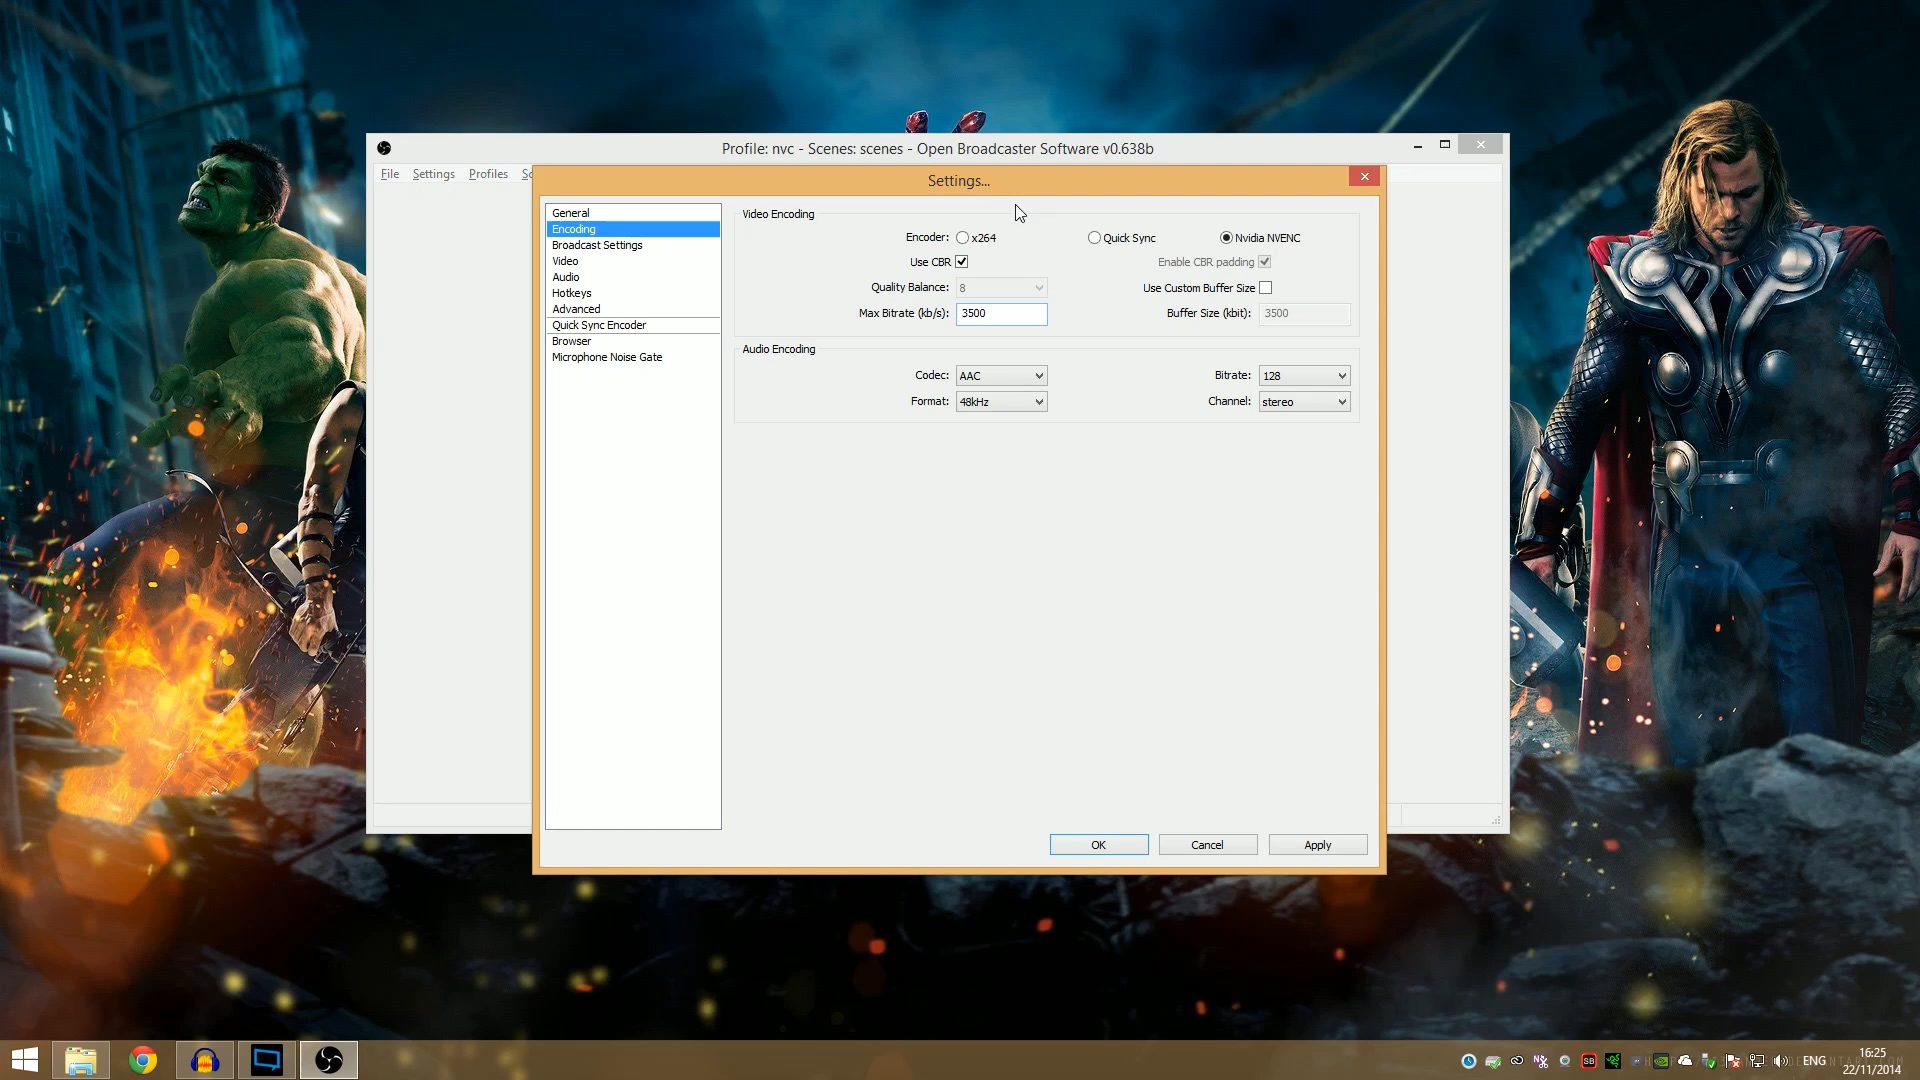 Profile: nvc - Scenes: scenes - Open Broadcaster Software v0.638b
File Settings Profiles
Settings...
General
Encoding
Broadcast Settings
Video
Audio
Hotkeys
Advanced
Quick Sync Encoder
Browser
Microphone Noise Gate
Video Encoding
Encoder: x264 Quick Sync Nvidia NVENC
Use CBR Enable CBR padding
Quality Balance: 8 Use Custom Buffer Size
Max Bitrate (kb/s): 3500 Buffer Size (kbit): 3500
Audio Encoding
Codec: AAC Bitrate: 128
Format: 48kHz Channel: stereo
OK Cancel Apply
SB
ENG
16:25
22/11/2014